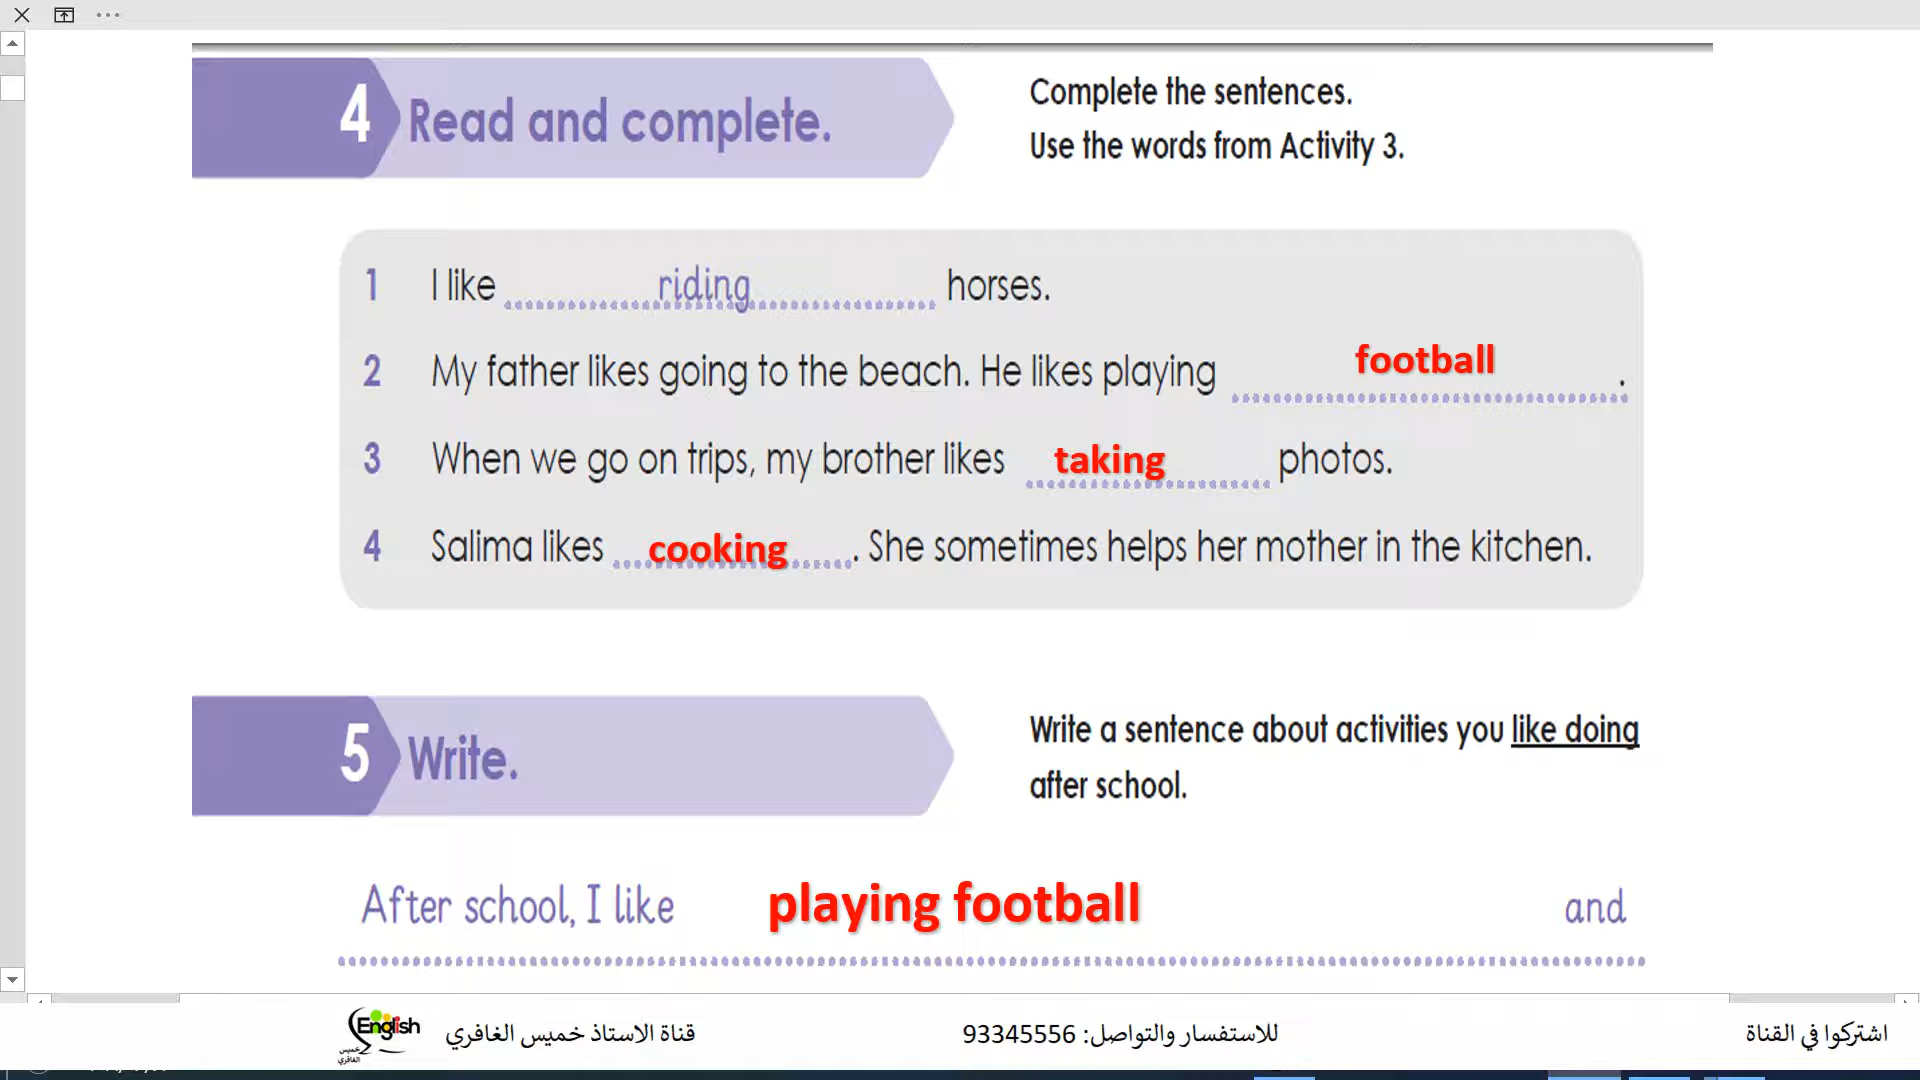 4 Read and complete.
Complete the sentences.
Use the words from Activity 3.
1 I like riding horses.
2 My father likes going to the beach. He likes playing football.
3 When we go on trips, my brother likes taking photos.
4 Salima likes cooking. She sometimes helps her mother in the kitchen.
5 Write.
Write a sentence about activities you like doing
after school.
After school, I like playing football and
English
خميس
الغافري
قناة الاستاذ خميس الغافري
للاستفسار والتواصل: 93345556
اشتركوا في القناة